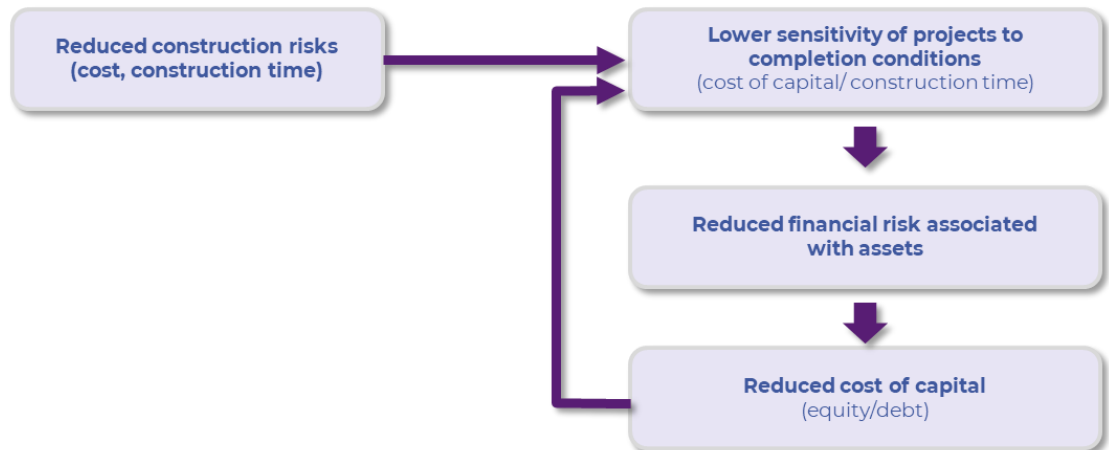 Reduced construction risks
(cost, construction time)
Lower sensitivity of projects to
completion conditions
(cost of capital/ construction time)
Reduced financial risk associated
with assets
Reduced cost of capital
(equity/debt)